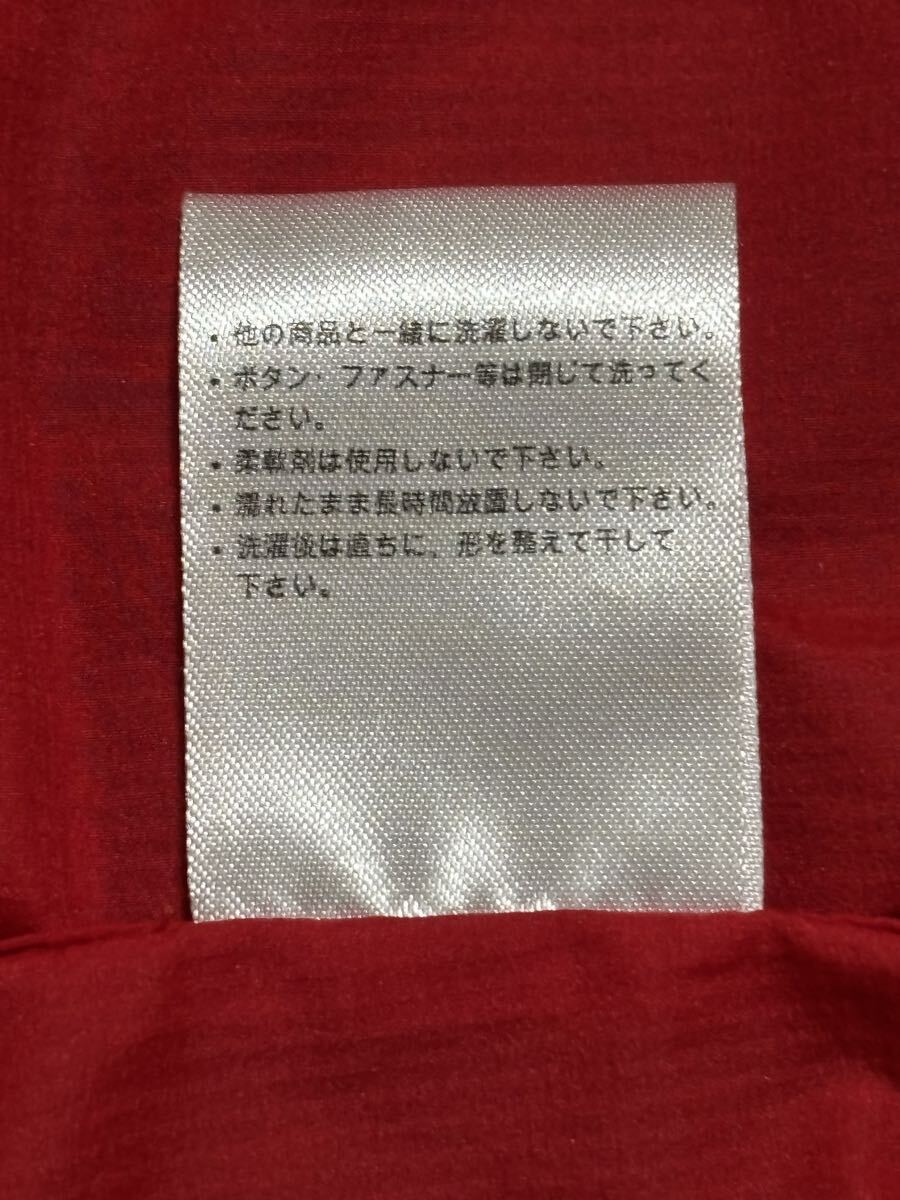 ・他の商品と一緒に洗濯しないで下さい。
・ボタン・ファスナー等は閉じて洗ってく
ださい。
・柔軟剤は使用しないで下さい。
・濡れたまま長時間放置しないで下さい。
・洗濯後は直ちに、形を整えて干して
下さい。